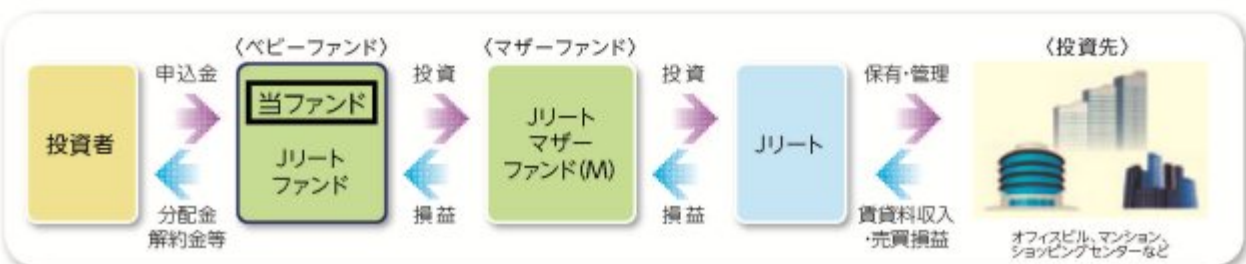 〈ベビーファンド〉
〈マザーファンド〉
〈投資先〉
投資者
申込金
分配金
解約金等
当ファンド
Jリート
ファンド
投資
損益
Jリート
マザー
ファンド(M)
投資
損益
Jリート
保有・管理
賃貸料収入
・売買損益
オフィスビル、マンション、
ショッピングセンターなど